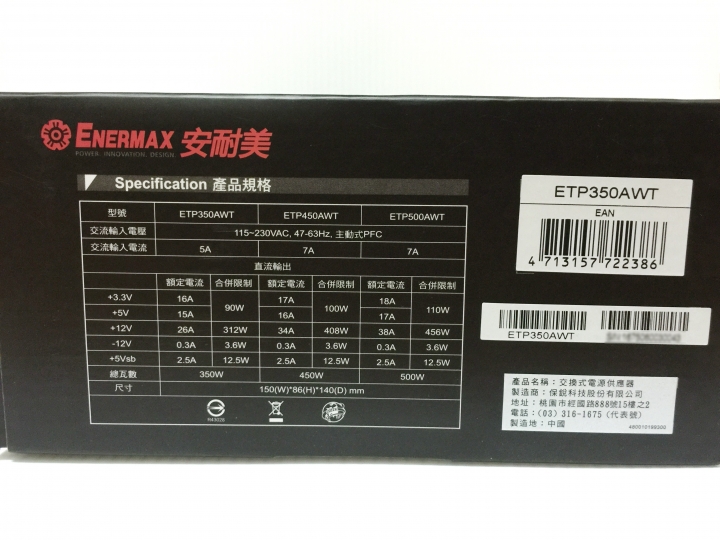 ENERMAX 安耐美
POWER. INNOVATION. DESIGN.
Specification 產品規格
型號 ETP350AWT ETP450AWT ETP500AWT
交流輸入電壓 115~230VAC, 47-63Hz, 主動式PFC
交流輸入電流 5A 7A 7A
直流輸出
額定電流 合併限制 額定電流 合併限制 額定電流 合併限制
+3.3V 16A 90W 17A 100W 18A 110W
+5V 15A 16A 17A
+12V 26A 312W 34A 408W 38A 456W
-12V 0.3A 3.6W 0.3A 3.6W 0.3A 3.6W
+5Vsb 2.5A 12.5W 2.5A 12.5W 2.5A 12.5W
總瓦數 350W 450W 500W
尺寸 150(W)*86(H)*140(D) mm
ETP350AWT
EAN
4 713157 722386
ETP350AWT
產品名稱：交換式電源供應器
製造商：保銳科技股份有限公司
地址：桃園市經國路888號15樓之2
電話：(03) 316-1675 (代表號)
製造地：中國